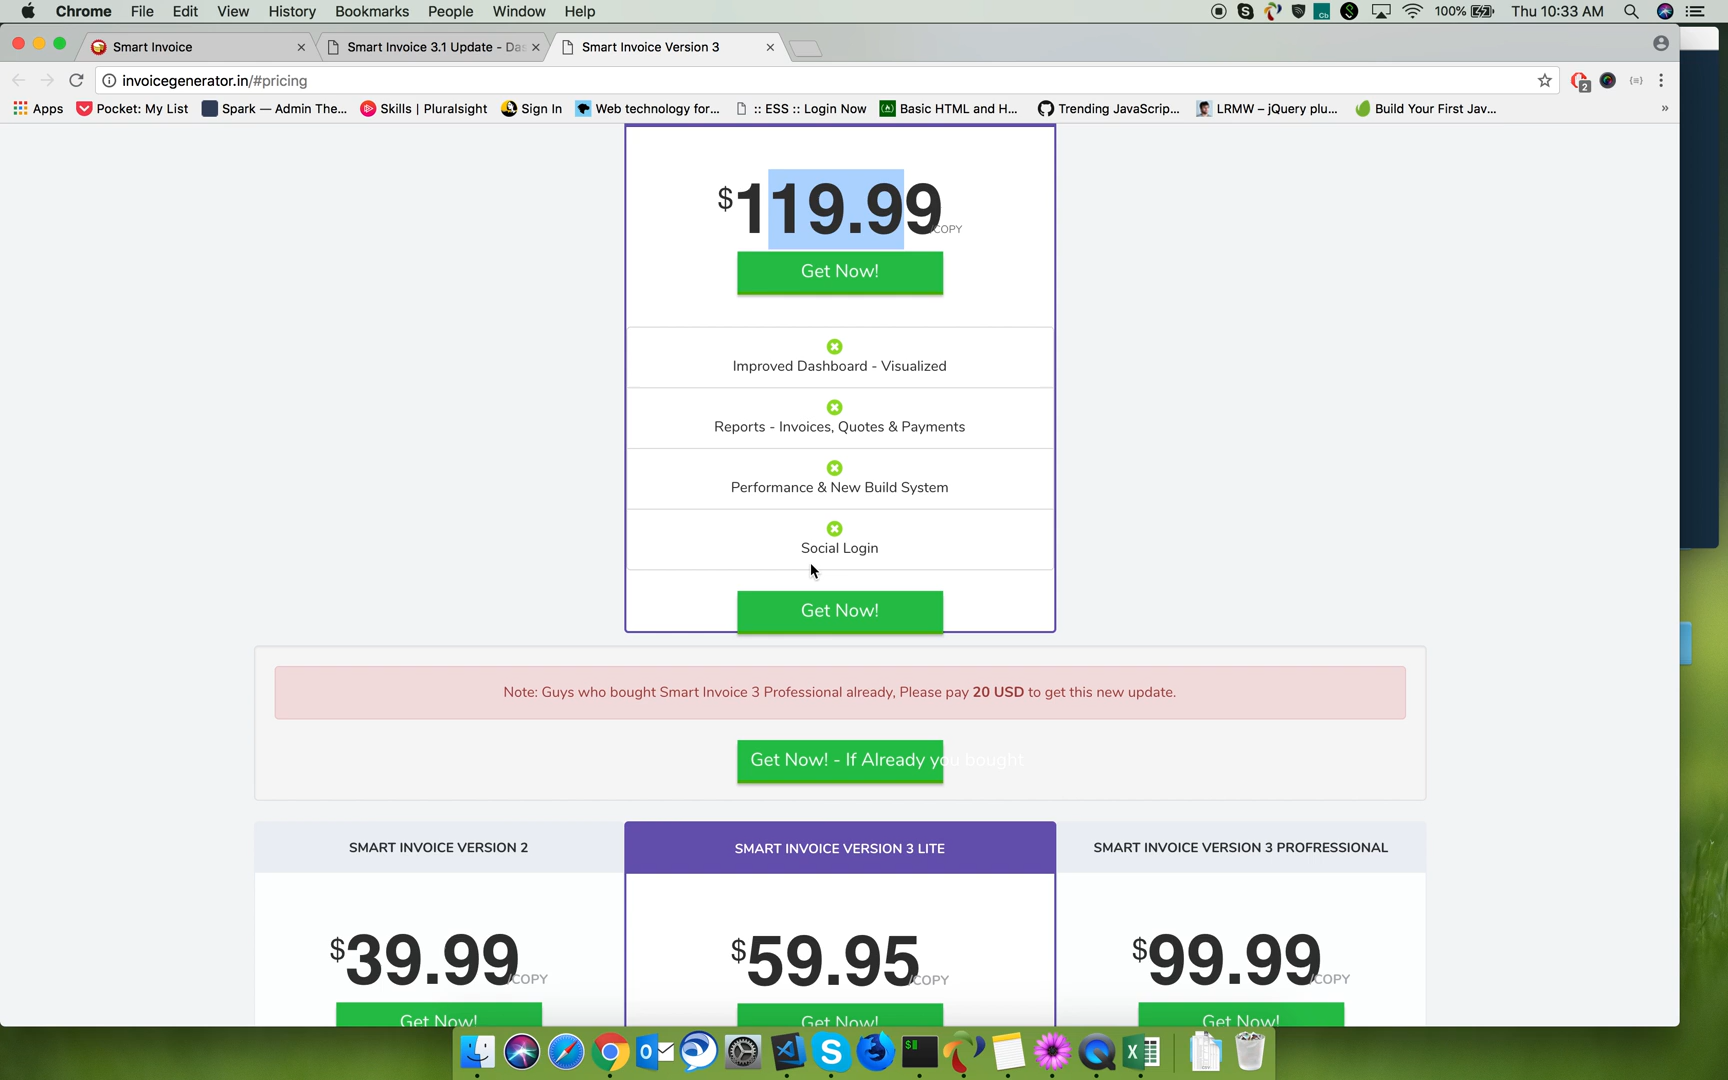 Chrome File Edit View History Bookmarks People Window Help 100% Thu 10:33 AM
Smart Invoice Smart Invoice 3.1 Update - Das Smart Invoice Version 3
invoicegenerator.in/#pricing 2
Apps Pocket: My List Spark — Admin The... Skills | Pluralsight Sign In Web technology for... :: ESS :: Login Now Basic HTML and H... Trending JavaScrip... LRMW – jQuery plu... Build Your First Jav... »
$119.99/COPY
Get Now!
Improved Dashboard - Visualized
Reports - Invoices, Quotes & Payments
Performance & New Build System
Social Login
Get Now!
Note: Guys who bought Smart Invoice 3 Professional already, Please pay 20 USD to get this new update.
Get Now! - If Already you bought
SMART INVOICE VERSION 2 SMART INVOICE VERSION 3 LITE SMART INVOICE VERSION 3 PROFRESSIONAL
$39.99/COPY $59.95/COPY $99.99/COPY
Get Now! Get Now! Get Now!